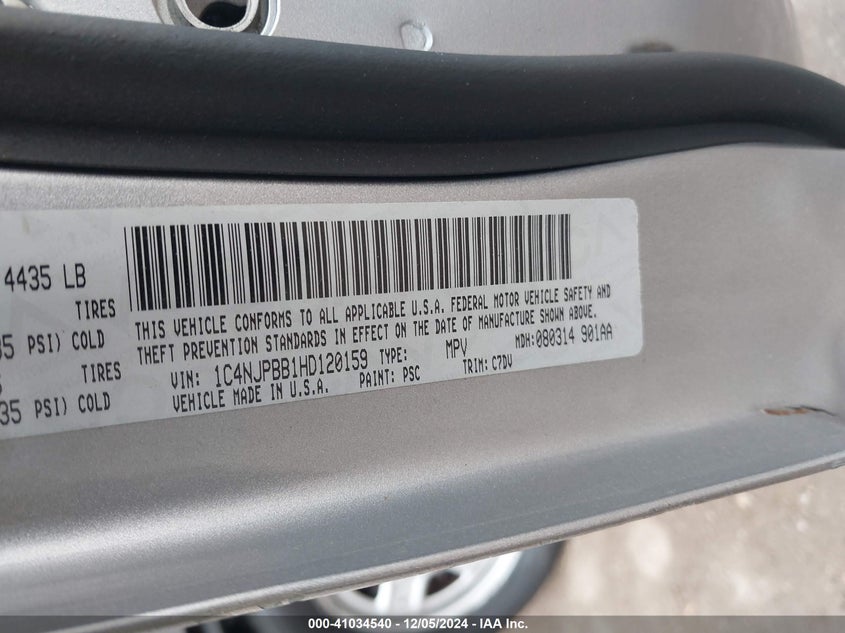 4435 LB
TIRES
35 PSI) COLD
TIRES
35 PSI) COLD
THIS VEHICLE CONFORMS TO ALL APPLICABLE U.S.A. FEDERAL MOTOR VEHICLE SAFETY AND
THEFT PREVENTION STANDARDS IN EFFECT ON THE DATE OF MANUFACTURE SHOWN ABOVE.
VIN: 1C4NJPBB1HD120159 TYPE: MPV MDH: 080314 901AA
VEHICLE MADE IN U.S.A. PAINT: PSC TRIM: C7DV
000-41034540 - 12/05/2024 - IAA Inc.